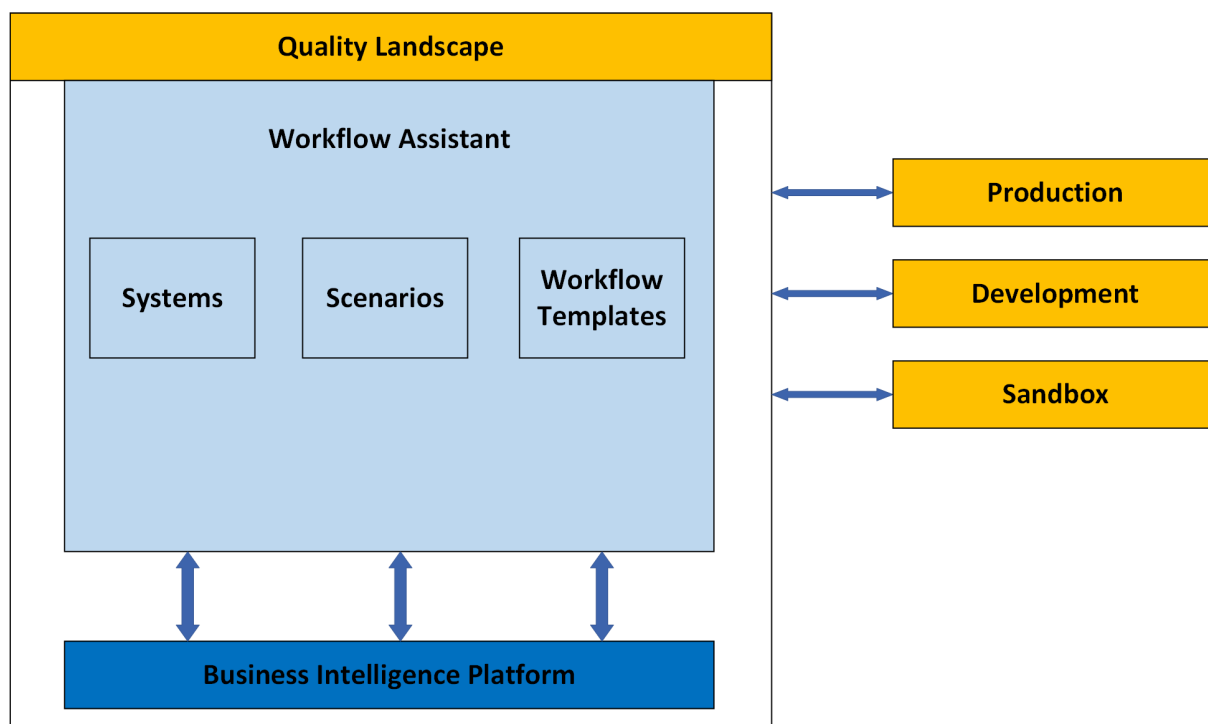 Quality Landscape
Workflow Assistant
Systems
Scenarios
Workflow
Templates
Production
Development
Sandbox
Business Intelligence Platform